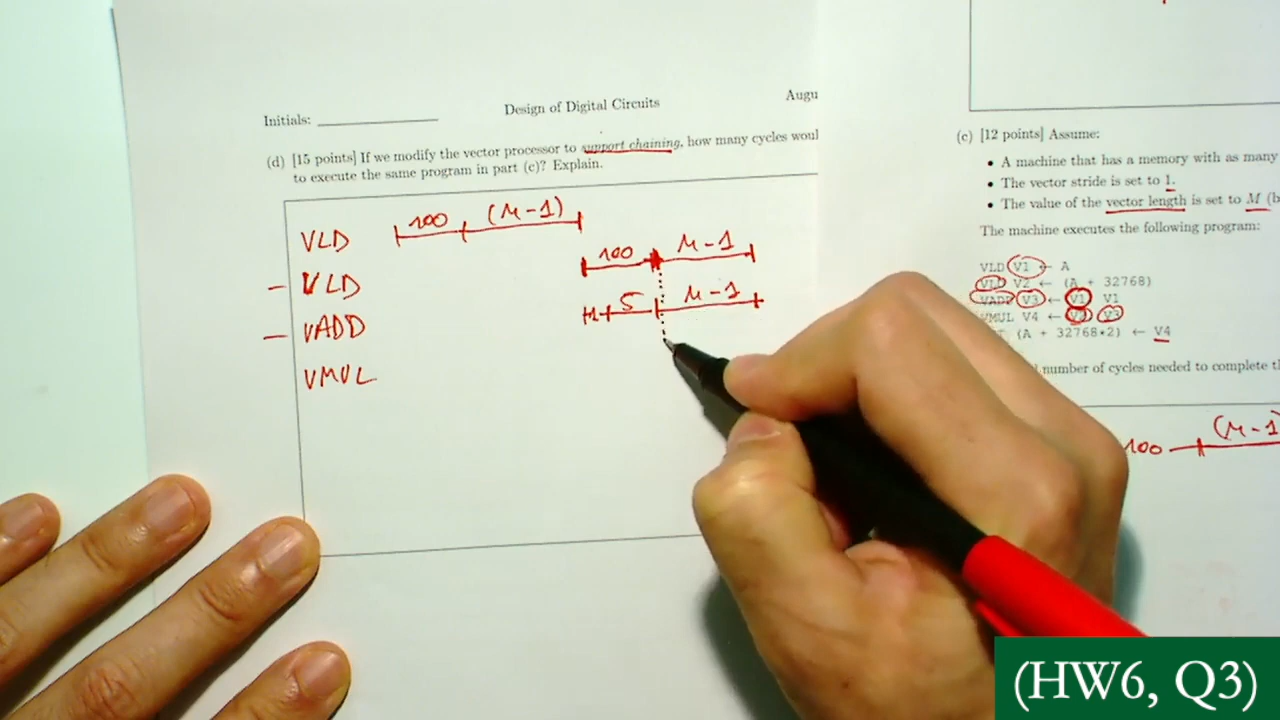 Initials:
Design of Digital Circuits
Augu
(d) [15 points] If we modify the vector processor to support chaining, how many cycles woul
to execute the same program in part (c)? Explain.
VLD 100 (M-1)
- VLD 100 M-1
- VADD 5 M-1
VMUL
(c) [12 points] Assume:
• A machine that has a memory with as many
• The vector stride is set to 1.
• The value of the vector length is set to M (b
The machine executes the following program:
VLD V1 ← A
VLD V2 ← (A + 32768)
VADD V3 ← V1 V1
VMUL V4 ← V2 V3
(A + 32768*2) ← V4
number of cycles needed to complete th
100 (M-1)
(HW6, Q3)